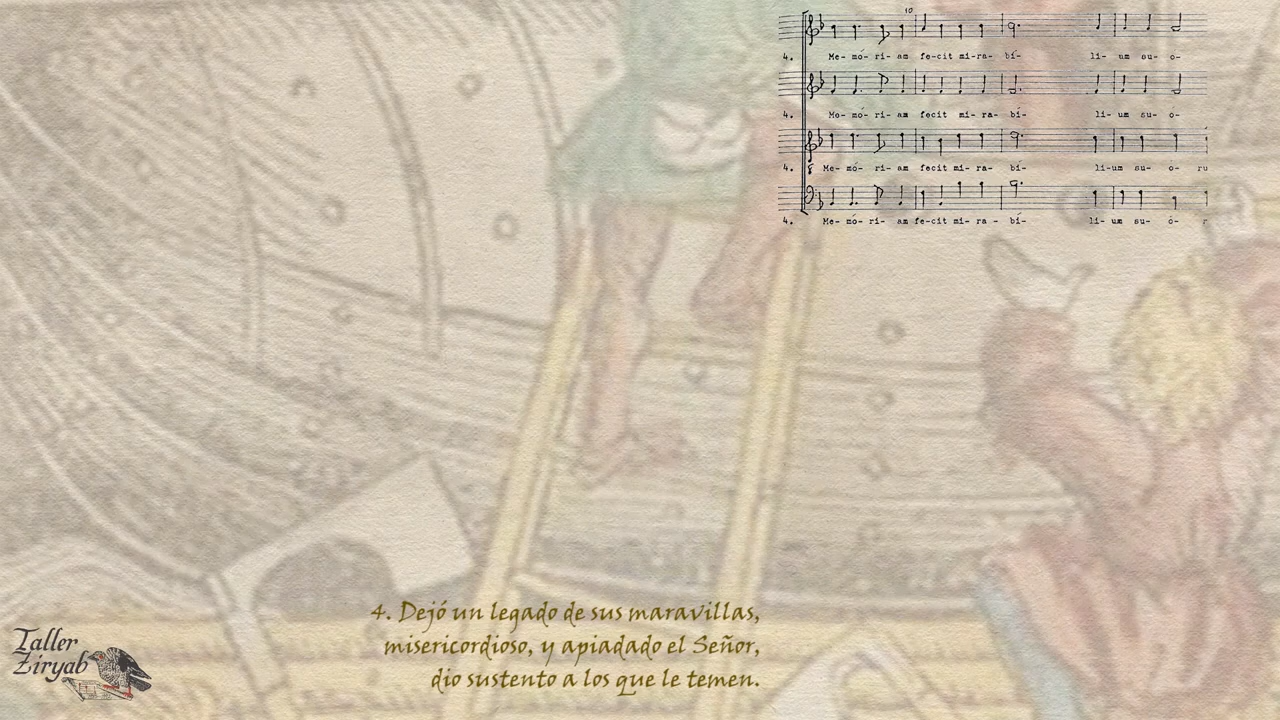 10
4. Me- mó- ri- am fe-cit mi-ra- bí- li- um su- o-
4. Me- mó- ri- am fecit mi- ra- bí- li- um su- o-
4. Me- mó- ri- am fecit mi- ra- bí- li-um su- o- ru
4. Me- mó- ri- am fe-cit mi- ra - bí- li- um su- ó- r
4. Dejó un legado de sus maravillas,
misericordioso, y apiadado el Señor,
dio sustento a los que le temen.
Taller
Ziryab